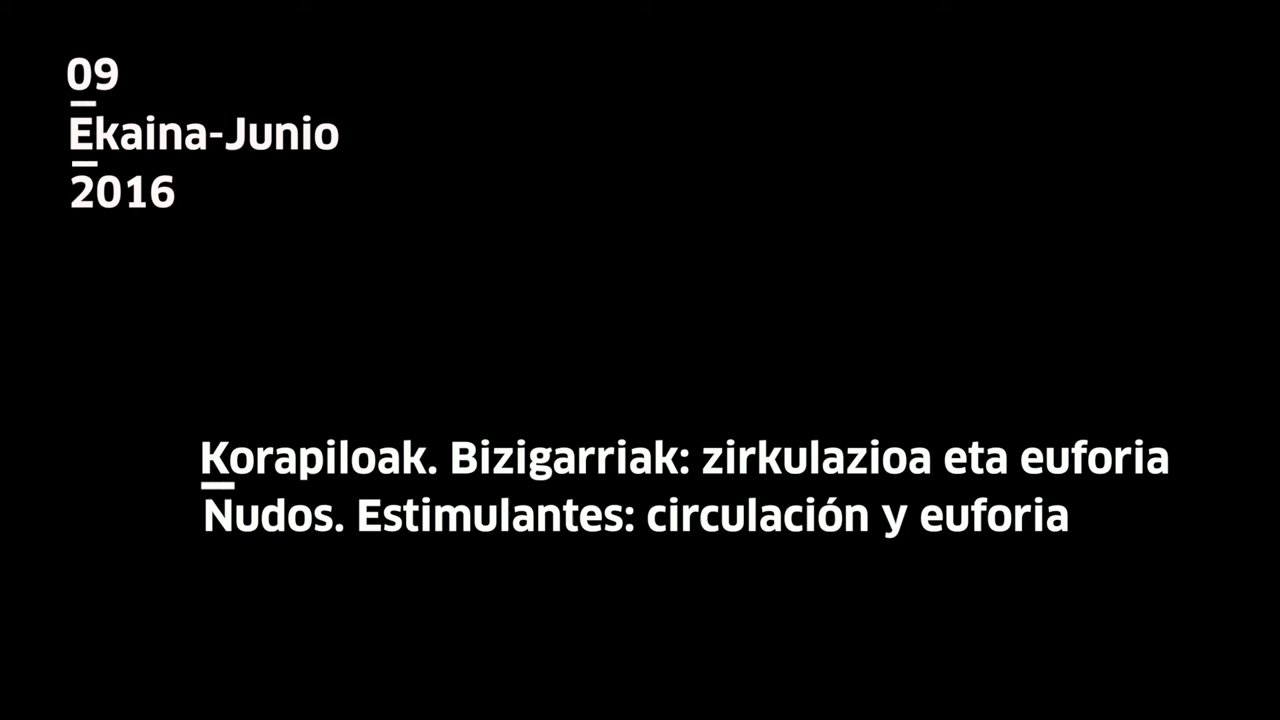 09
Ekaina-Junio
2016
Korapiloak. Bizigarriak: zirkulazioa eta euforia
Nudos. Estimulantes: circulación y euforia